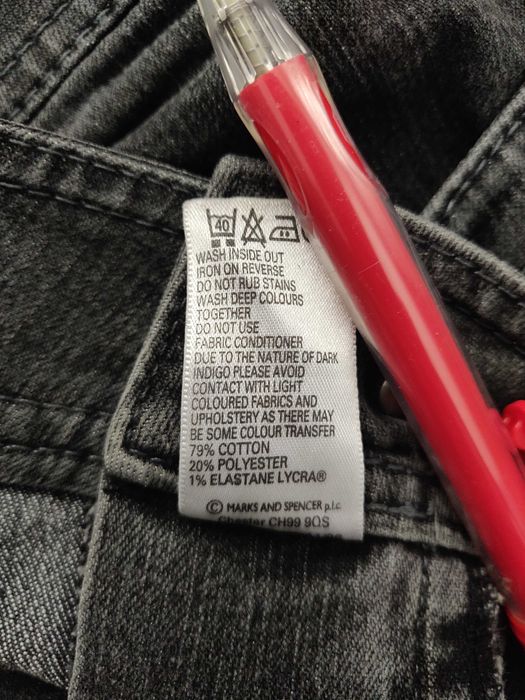 40
WASH INSIDE OUT
IRON ON REVERSE
DO NOT RUB STAINS
WASH DEEP COLOURS
TOGETHER
DO NOT USE
FABRIC CONDITIONER
DUE TO THE NATURE OF DARK
INDIGO PLEASE AVOID
CONTACT WITH LIGHT
COLOURED FABRICS AND
UPHOLSTERY AS THERE MAY
BE SOME COLOUR TRANSFER
79% COTTON
20% POLYESTER
1% ELASTANE LYCRA®
© MARKS AND SPENCER p.l.c.
Chester CH99 9QS